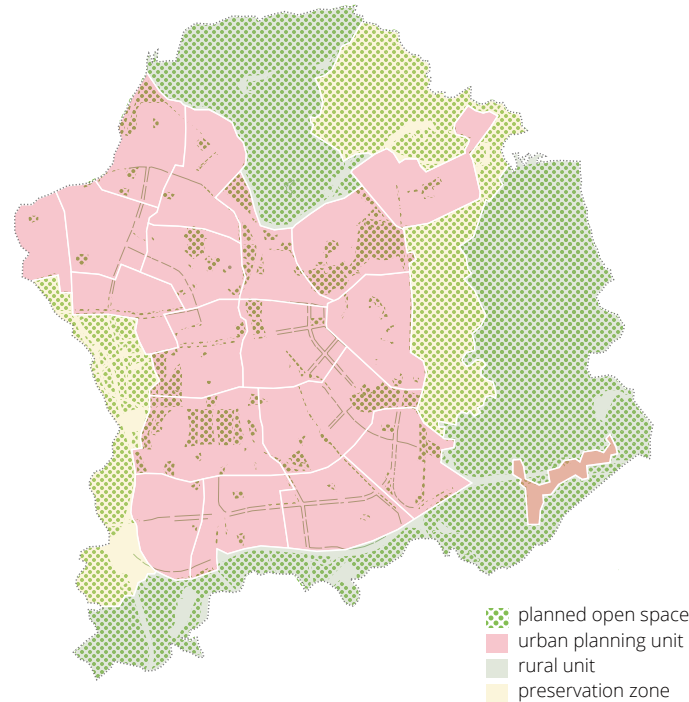 planned open space
urban planning unit
rural unit
preservation zone